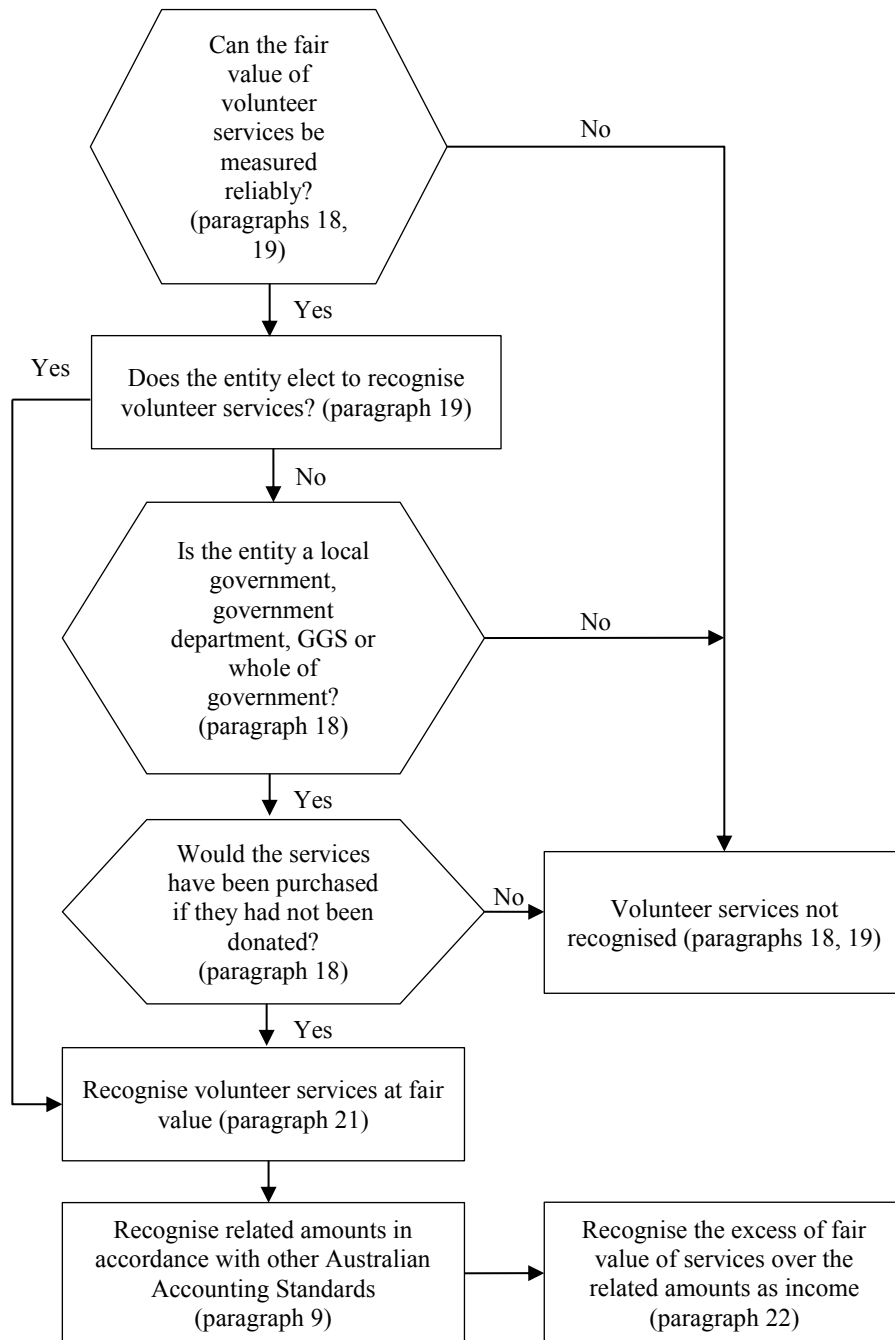 Can the fair
value of
volunteer
services be
measured
reliably?
(paragraphs 18,
19)
No
Yes
Yes
Does the entity elect to recognise
volunteer services? (paragraph 19)
No
Is the entity a local
government,
government
department, GGS or
whole of
government?
(paragraph 18)
No
Yes
Would the services
have been purchased
if they had not been
donated?
(paragraph 18)
No
Volunteer services not
recognised (paragraphs 18, 19)
Yes
Recognise volunteer services at fair
value (paragraph 21)
Recognise related amounts in
accordance with other Australian
Accounting Standards
(paragraph 9)
Recognise the excess of fair
value of services over the
related amounts as income
(paragraph 22)